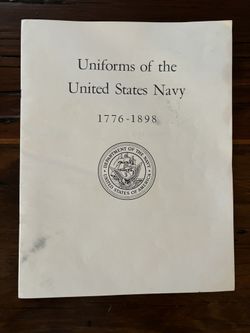 Uniforms of the
United States Navy
1776-1898
DEPARTMENT OF THE NAVY
UNITED STATES OF AMERICA